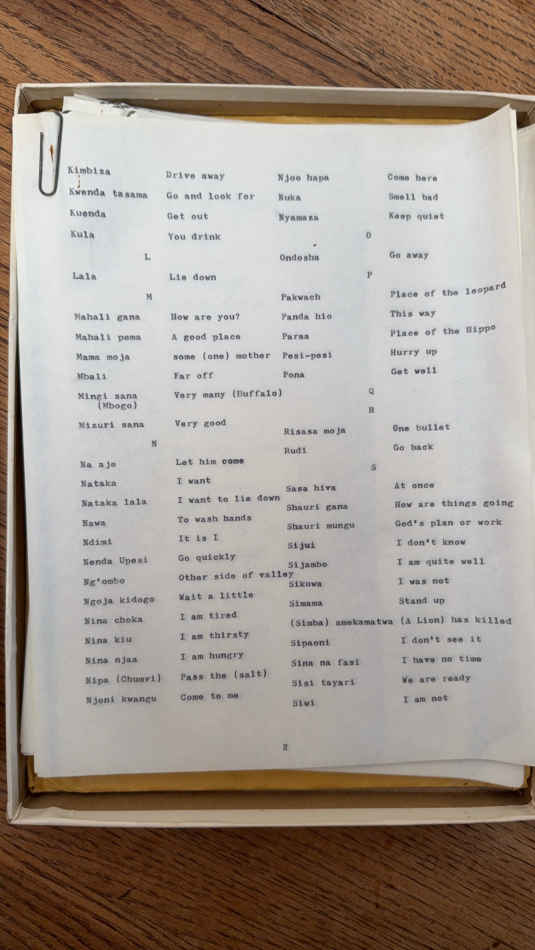 Kimbiza Drive away
Kwenda tasama Go and look for
Kuenda Get out
Kula You drink
L
Lala Lie down
M
Mahali gana How are you?
Mahali pema A good place
Mama moja some (one) mother
Mbali Far off
Mingi sana Very many (Buffalo)
(Mbogo)
Mizuri sana Very good
N
Na aje Let him come
Nataka I want
Nataka lala I want to lie down
Nawa To wash hands
Ndimi It is I
Nenda Upesi Go quickly
Ng'ombo Other side of valley
Ngoja kidogo Wait a little
Nina choka I am tired
Nina kiu I am thirsty
Nina njaa I am hungry
Nipa (Chumvi) Pass the (salt)
Njoni kwangu Come to me
Njoo hapa Come here
Nuka Smell bad
Nyamaza Keep quiet
O
Ondosha Go away
P
Pakwach Place of the leopard
Panda hio This way
Paraa Place of the Hippo
Pesi-pesi Hurry up
Pona Get well
Q
R
Risasa moja One bullet
Rudi Go back
S
Sasa hiva At once
Shauri gana How are things going
Shauri mungu God's plan or work
Sijui I don't know
Sijambo I am quite well
Sikuwa I was not
Simama Stand up
(Simba) amekamatwa (A Lion) has killed
Sipaoni I don't see it
Sina na fasi I have no time
Sisi tayari We are ready
Siwi I am not
2